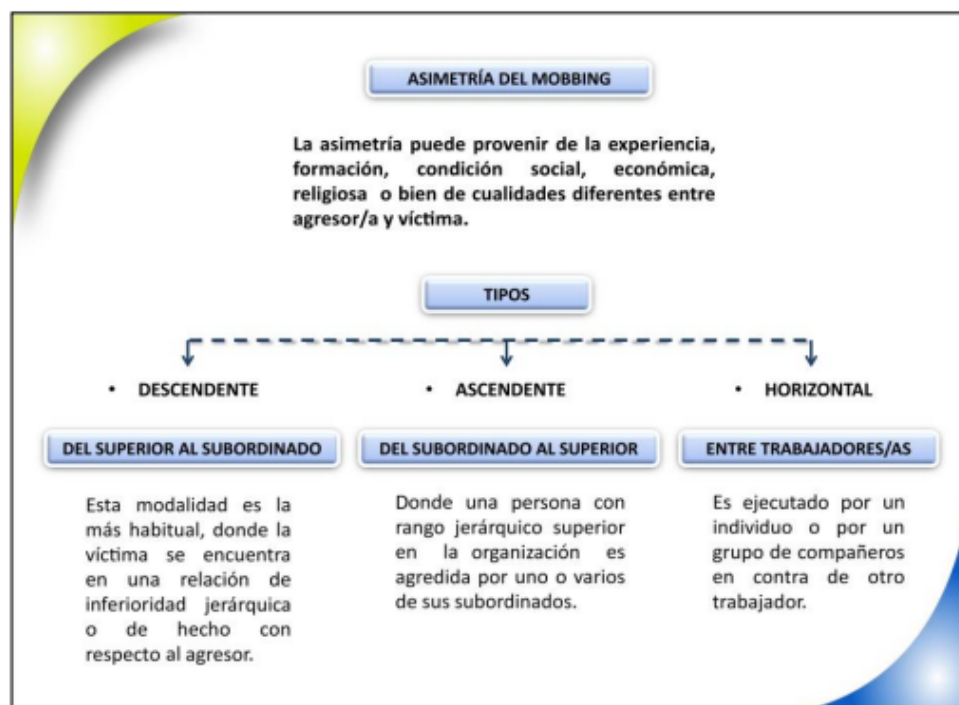 ASIMETRÍA DEL MOBBING
La asimetría puede provenir de la experiencia,
formación, condición social, económica,
religiosa o bien de cualidades diferentes entre
agresor/a y víctima.
TIPOS
• DESCENDENTE
DEL SUPERIOR AL SUBORDINADO
Esta modalidad es la
más habitual, donde la
víctima se encuentra
en una relación de
inferioridad jerárquica
o de hecho con
respecto al agresor.
• ASCENDENTE
DEL SUBORDINADO AL SUPERIOR
Donde una persona con
rango jerárquico superior
en la organización es
agredida por uno o varios
de sus subordinados.
• HORIZONTAL
ENTRE TRABAJADORES/AS
Es ejecutado por un
individuo o por un
grupo de compañeros
en contra de otro
trabajador.